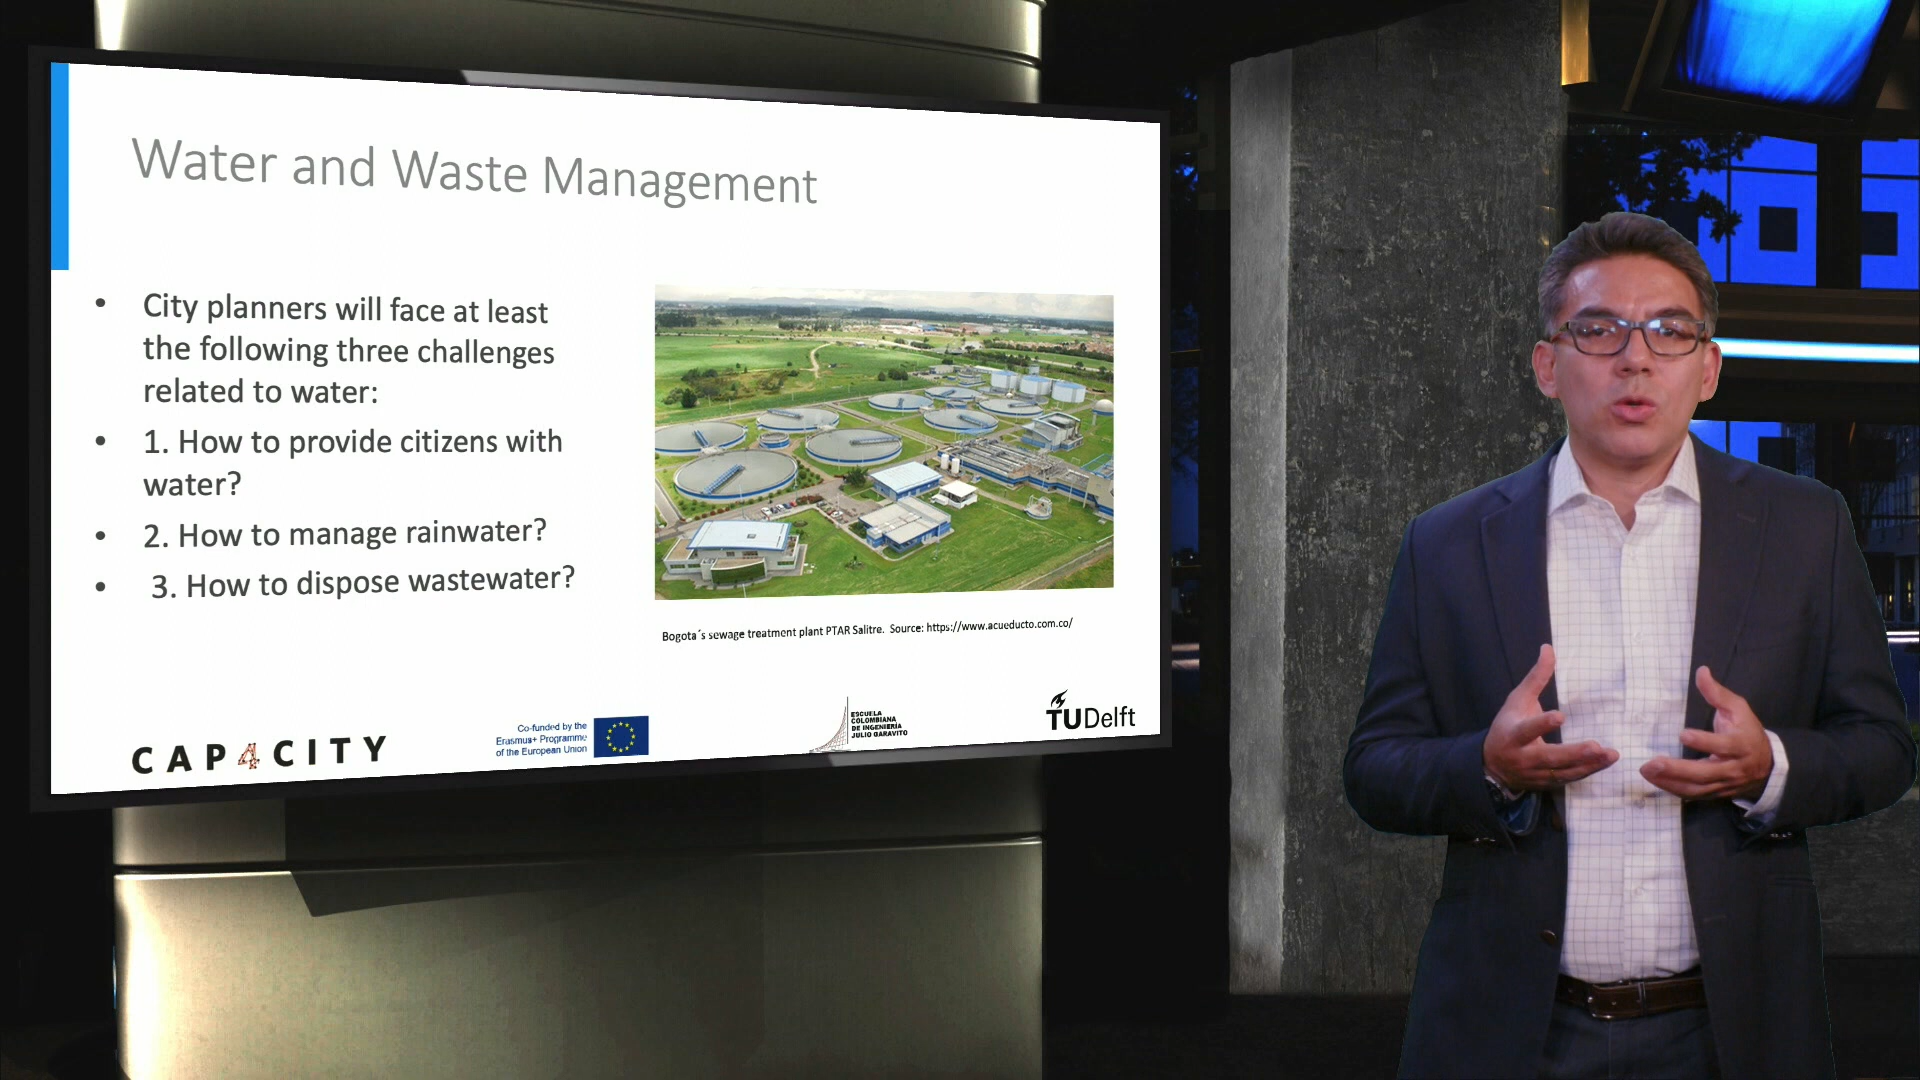 Water and Waste Management
• City planners will face at least
the following three challenges
related to water:
• 1. How to provide citizens with
water?
• 2. How to manage rainwater?
• 3. How to dispose wastewater?
Bogota´s sewage treatment plant PTAR Salitre. Source: https://www.acueducto.com.co/
CAP4CITY
Co-funded by the
Erasmus+ Programme
of the European Union
ESCUELA
COLOMBIANA
DE INGENIERÍA
JULIO GARAVITO
TUDelft